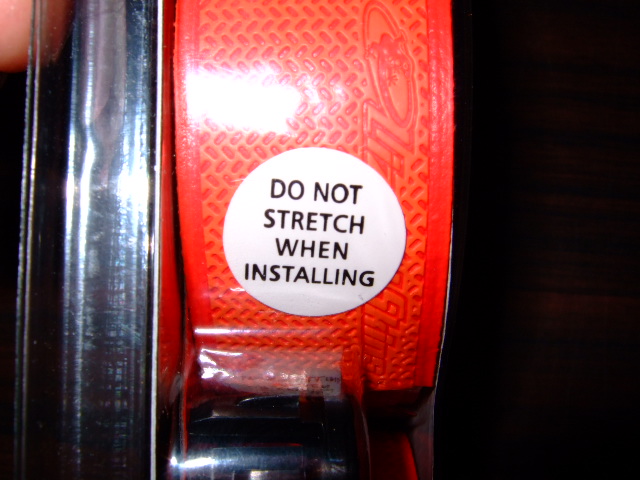 DO NOT
STRETCH
WHEN
INSTALLING